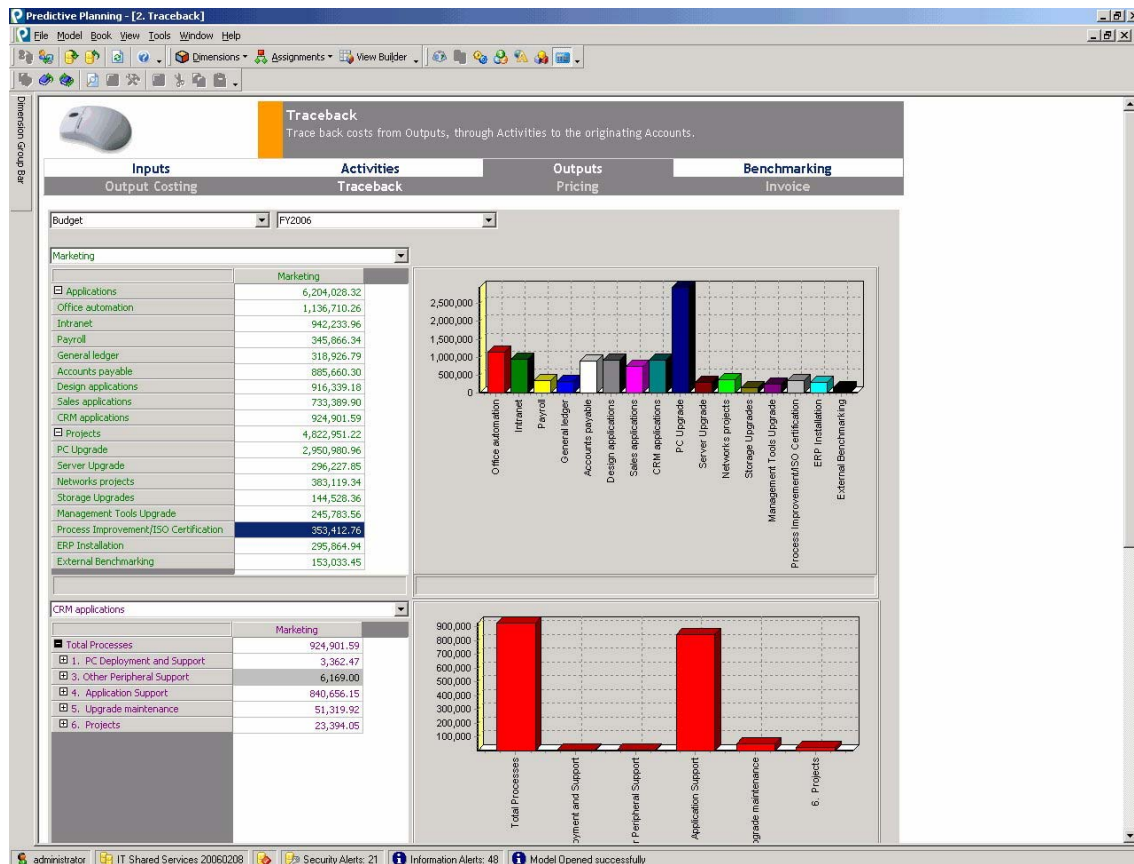 Predictive Planning - [2. Traceback]
File Model Book View Tools Window Help
Dimensions Assignments View Builder
Dimension Group Bar
Traceback
Trace back costs from Outputs, through Activities to the originating Accounts.
Inputs Activities Outputs Benchmarking
Output Costing Traceback Pricing Invoice
Budget FY2006
Marketing
Marketing
Applications 6,204,028.32
Office automation 1,136,710.26
Intranet 942,233.96
Payroll 345,866.34
General ledger 318,926.79
Accounts payable 885,660.30
Design applications 916,339.18
Sales applications 733,389.90
CRM applications 924,901.59
Projects 4,822,951.22
PC Upgrade 2,950,980.96
Server Upgrade 296,227.85
Networks projects 383,119.34
Storage Upgrades 144,528.36
Management Tools Upgrade 245,783.56
Process Improvement/ISO Certification 353,412.76
ERP Installation 295,864.94
External Benchmarking 153,033.45
2,500,000
2,000,000
1,500,000
1,000,000
500,000
0
Office automation
Intranet
Payroll
General ledger
Accounts payable
Design applications
Sales applications
CRM applications
PC Upgrade
Server Upgrade
Networks projects
Storage Upgrades
Management Tools Upgrade
Process Improvement/ISO Certification
ERP Installation
External Benchmarking
CRM applications
Marketing
Total Processes 924,901.59
1. PC Deployment and Support 3,362.47
3. Other Peripheral Support 6,169.00
4. Application Support 840,656.15
5. Upgrade maintenance 51,319.92
6. Projects 23,394.05
900,000
800,000
700,000
600,000
500,000
400,000
300,000
200,000
100,000
Total Processes
oyment and Support
r Peripheral Support
Application Support
ograde maintenance
6. Projects
administrator IT Shared Services 20060208 Security Alerts: 21 Information Alerts: 48 Model Opened successfully